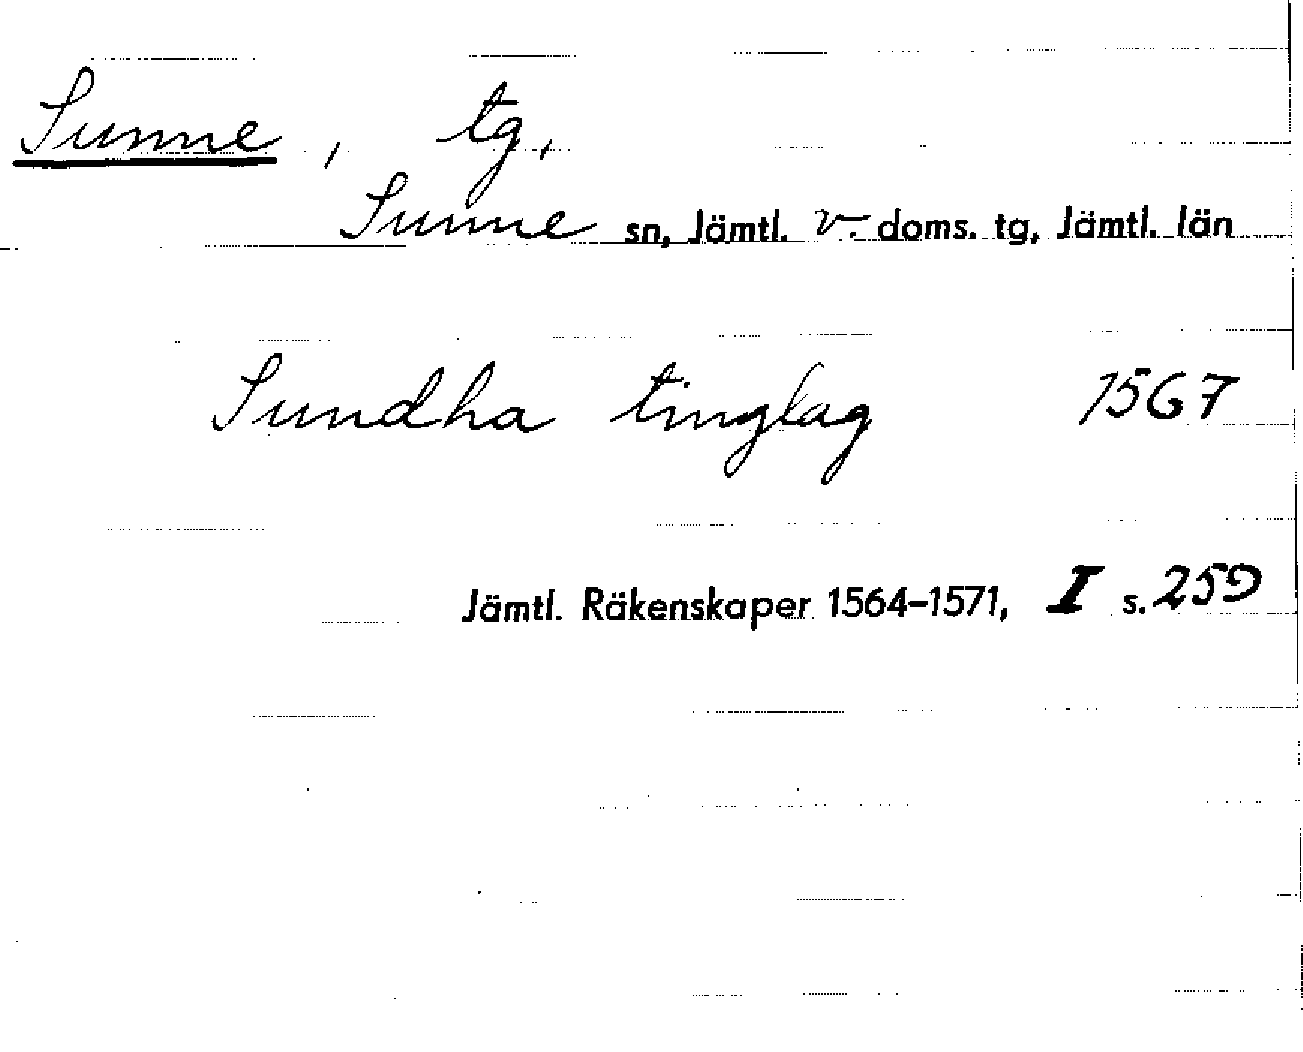 Sunne, tg,
Sunne sn, Jämtl. v. doms. tg, Jämtl. län
Sundha tinglag 1567
Jämtl. Räkenskaper 1564-1571, I s. 259